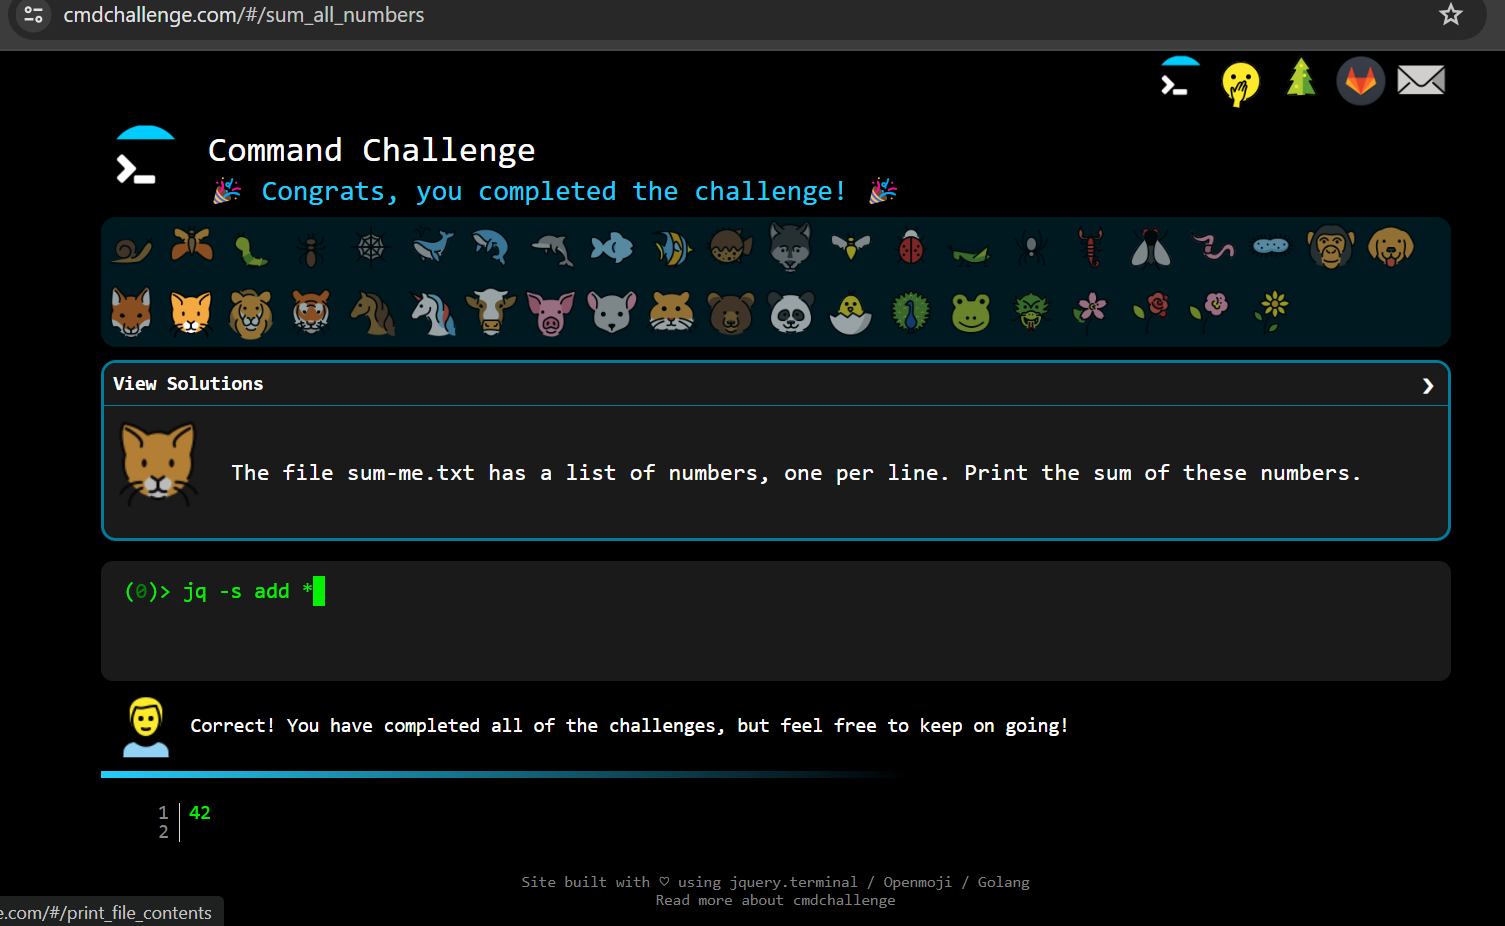 cmdchallenge.com/#/sum_all_numbers
Command Challenge
🎉 Congrats, you completed the challenge! 🎉
View Solutions ❯
The file sum-me.txt has a list of numbers, one per line. Print the sum of these numbers.
(0)> jq -s add *
Correct! You have completed all of the challenges, but feel free to keep on going!
1 42
2
Site built with ♡ using jquery.terminal / Openmoji / Golang
Read more about cmdchallenge
e.com/#/print_file_contents